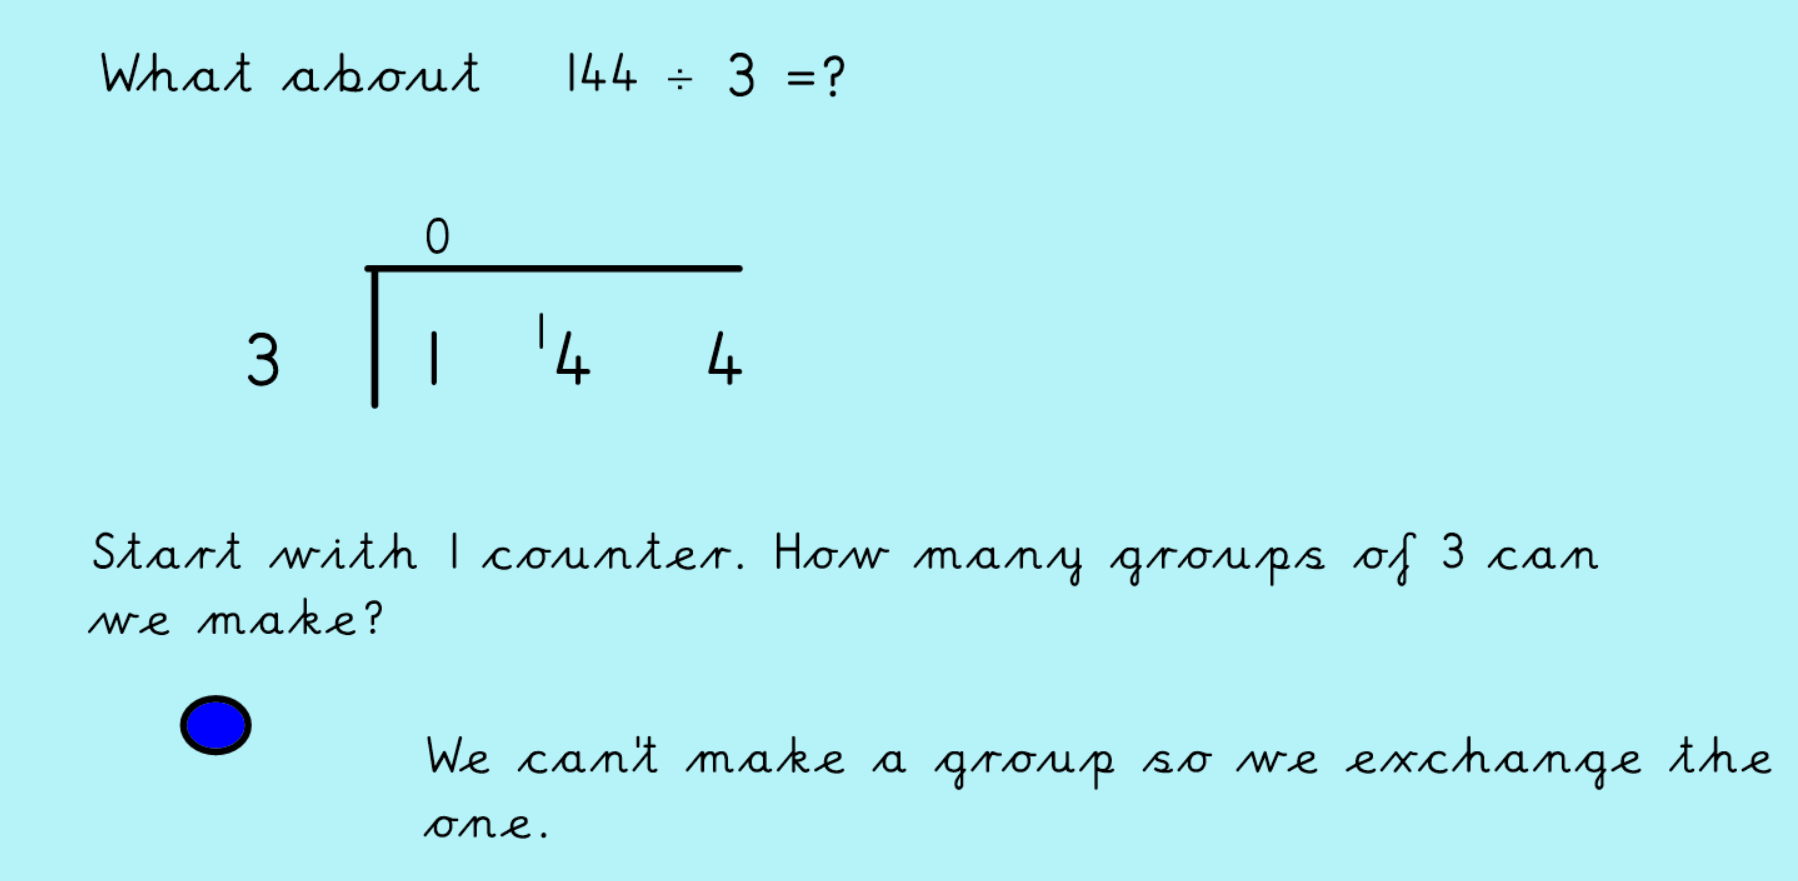 What about 144 ÷ 3 =?
0
3 1 ¹4 4
Start with 1 counter. How many groups of 3 can
we make?
We can't make a group so we exchange the
one.